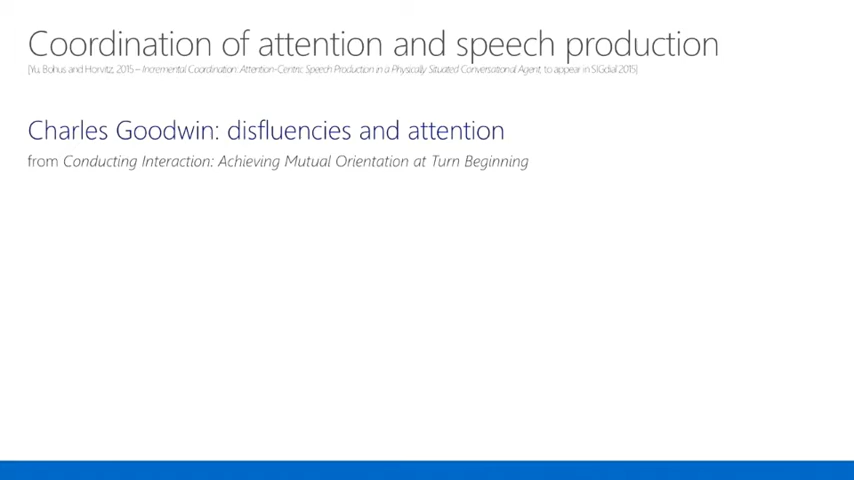 Coordination of attention and speech production
[Yu, Bohus and Horvitz, 2015 – Incremental Coordination: Attention-Centric Speech Production in a Physically Situated Conversational Agent, to appear in SIGdial 2015]
Charles Goodwin: disfluencies and attention
from Conducting Interaction: Achieving Mutual Orientation at Turn Beginning